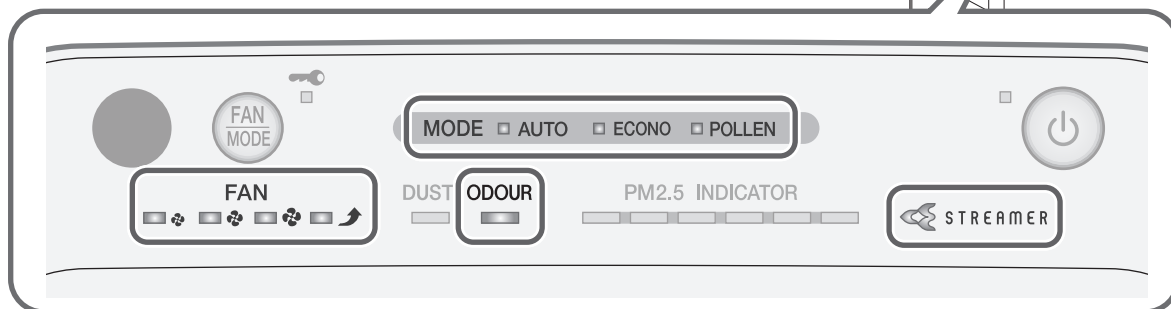 FAN
MODE
MODE AUTO ECONO POLLEN
FAN
DUST
ODOUR
PM2.5 INDICATOR
STREAMER